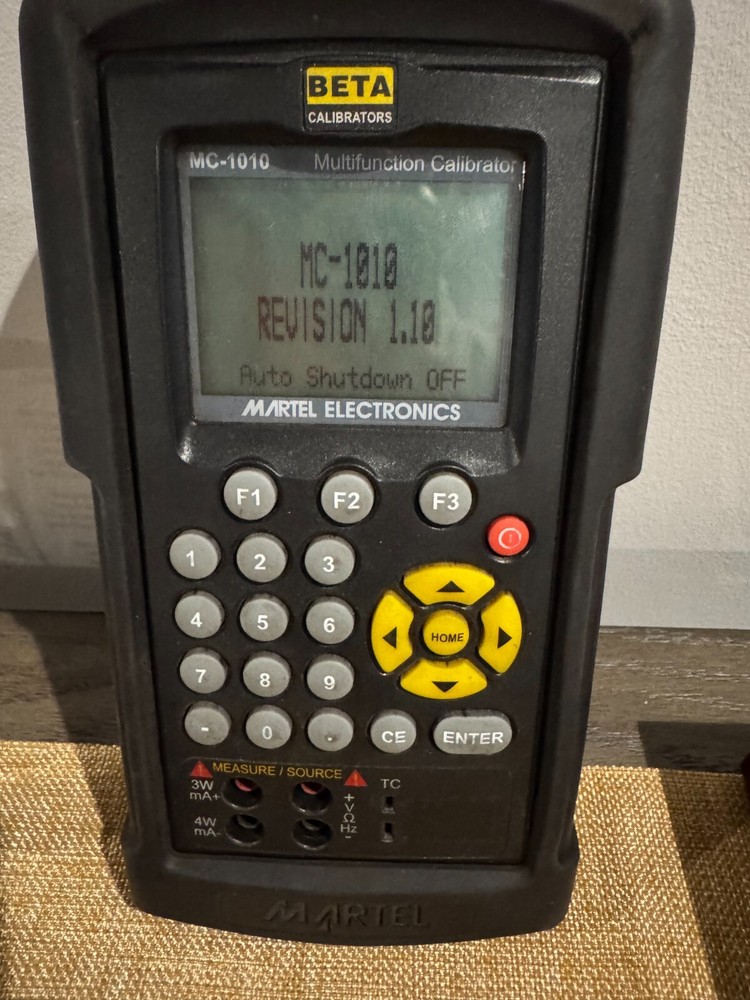 BETA
CALIBRATORS
MC-1010 Multifunction Calibrator
MC-1010
REVISION 1.10
Auto Shutdown OFF
MARTEL ELECTRONICS
F1 F2 F3
1 2 3
4 5 6
HOME
7 8 9
- 0 . CE ENTER
MEASURE / SOURCE
3W
mA+
4W
mA-
+
V
Ω
Hz
-
TC
MARTEL